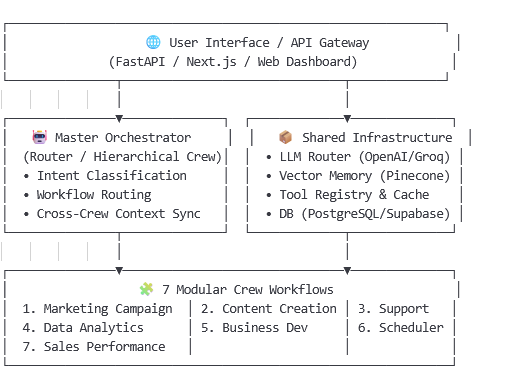 🌐 User Interface / API Gateway
(FastAPI / Next.js / Web Dashboard)
🤖 Master Orchestrator
(Router / Hierarchical Crew)
• Intent Classification
• Workflow Routing
• Cross-Crew Context Sync
📦 Shared Infrastructure
• LLM Router (OpenAI/Groq)
• Vector Memory (Pinecone)
• Tool Registry & Cache
• DB (PostgreSQL/Supabase)
🧩 7 Modular Crew Workflows
1. Marketing Campaign │ 2. Content Creation │ 3. Support
4. Data Analytics │ 5. Business Dev │ 6. Scheduler
7. Sales Performance